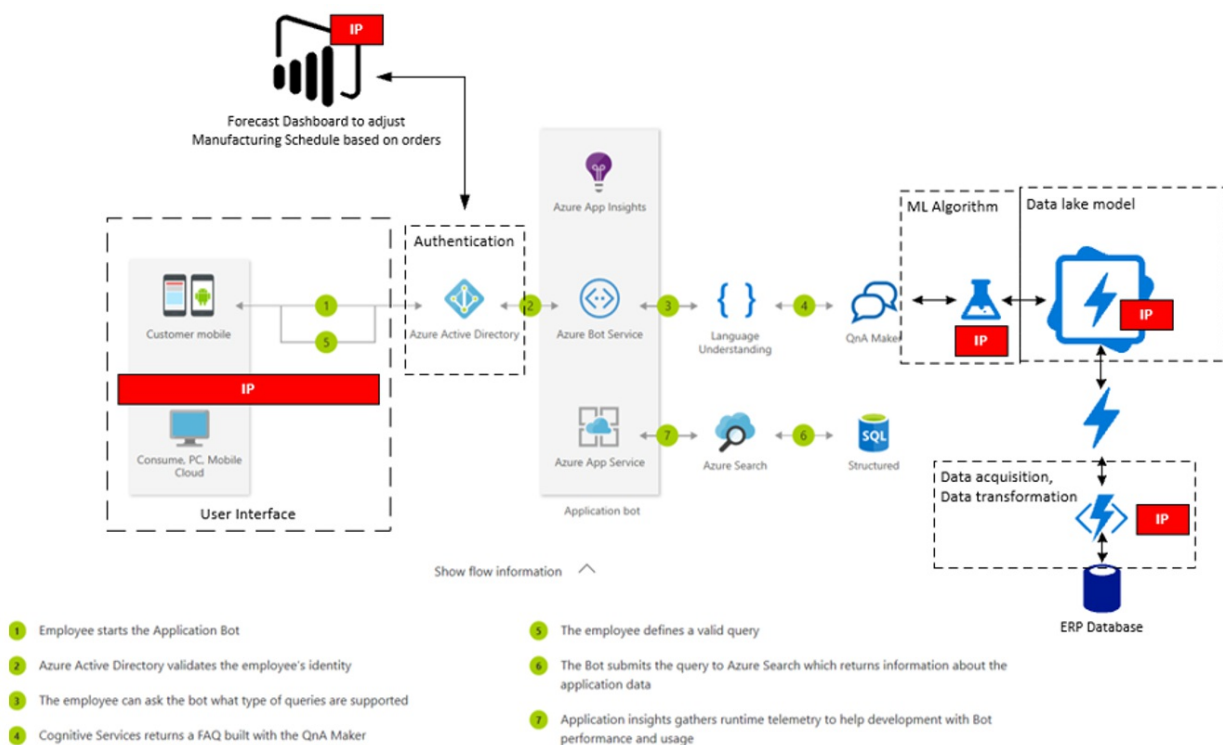 IP
Forecast Dashboard to adjust
Manufacturing Schedule based on orders
Azure App Insights
ML Algorithm
Data lake model
Authentication
Customer mobile
1
5
Azure Active Directory
2
Azure Bot Service
3
Language
Understanding
4
QnA Maker
IP
IP
IP
Consume, PC, Mobile
Cloud
User Interface
Azure App Service
7
Azure Search
6
SQL
Structured
Application bot
Data acquisition,
Data transformation
IP
ERP Database
Show flow information
1 Employee starts the Application Bot
2 Azure Active Directory validates the employee's identity
3 The employee can ask the bot what type of queries are supported
4 Cognitive Services returns a FAQ built with the QnA Maker
5 The employee defines a valid query
6 The Bot submits the query to Azure Search which returns information about the
application data
7 Application insights gathers runtime telemetry to help development with Bot
performance and usage